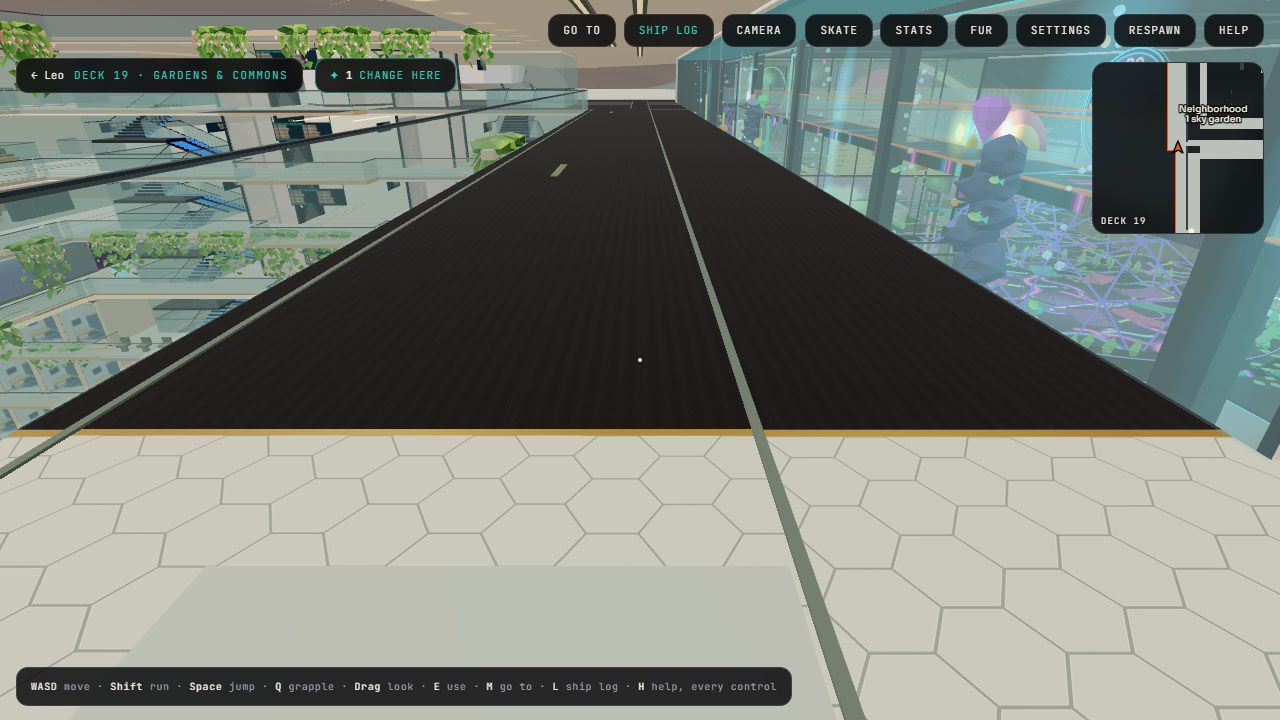 GO TO
SHIP LOG
CAMERA
SKATE
STATS
FUR
SETTINGS
RESPAWN
HELP
← Leo DECK 19 · GARDENS & COMMONS
✦ 1 CHANGE HERE
Neighborhood
1 sky garden
DECK 19
WASD move · Shift run · Space jump · Q grapple · Drag look · E use · M go to · L ship log · H help, every control